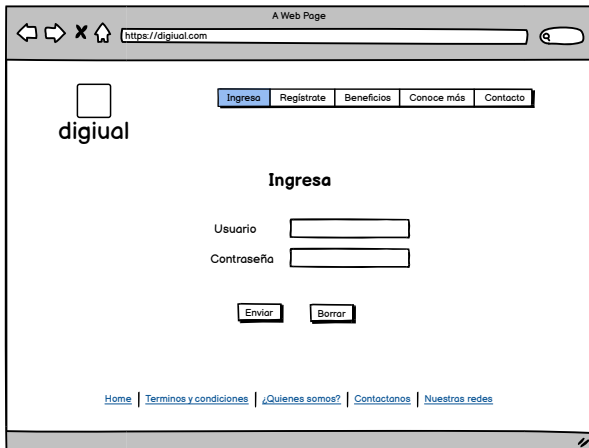 A Web Page
https://digiual.com
digiual
Ingresa Regístrate Beneficios Conoce más Contacto
Ingresa
Usuario
Contraseña
Enviar Borrar
Home Terminos y condiciones ¿Quienes somos? Contactanos Nuestras redes